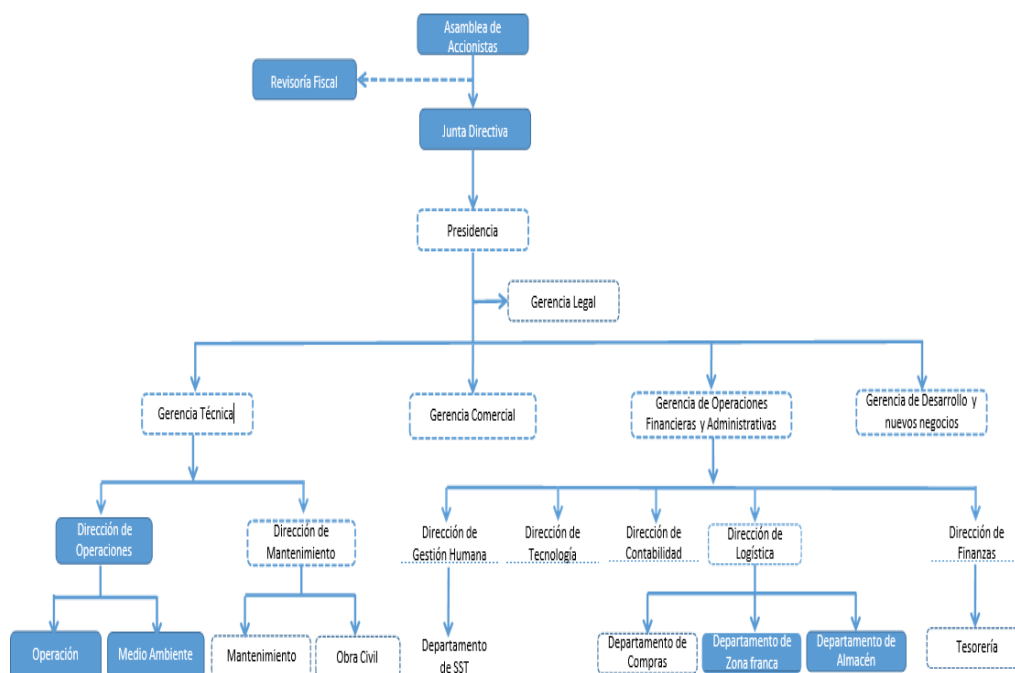 Asamblea de
Accionistas
Revisoría Fiscal
Junta Directiva
Presidencia
Gerencia Legal
Gerencia Técnica
Gerencia Comercial
Gerencia de Operaciones
Financieras y Administrativas
Gerencia de Desarrollo y
nuevos negocios
Dirección de
Operaciones
Dirección de
Mantenimiento
Dirección de
Gestión Humana
Dirección de
Tecnología
Dirección de
Contabilidad
Dirección de
Logística
Dirección de
Finanzas
Operación
Medio Ambiente
Mantenimiento
Obra Civil
Departamento
de SST
Departamento de
Compras
Departamento de
Zona franca
Departamento de
Almacén
Tesorería